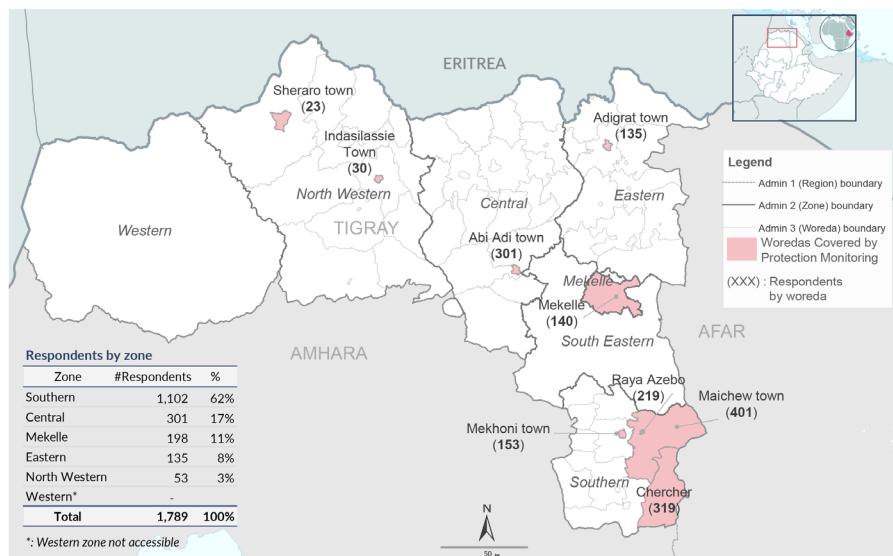 ERITREA
Sheraro town
(23)
Indasilassie
Town
(30)
North Western
TIGRAY
Western
Adigrat town
(135)
Eastern
Central
Abi Adi town
(301)
Mekelle
Mekelle
(140)
South Eastern
AMHARA
AFAR
Raya Azebo
(219)
Maichew town
(401)
Mekhoni town
(153)
Southern
Chercher
(319)
Legend
Admin 1 (Region) boundary
Admin 2 (Zone) boundary
Admin 3 (Woreda) boundary
Woredas Covered by
Protection Monitoring
(XXX) : Respondents
by woreda
Respondents by zone
Zone #Respondents %
Southern 1,102 62%
Central 301 17%
Mekelle 198 11%
Eastern 135 8%
North Western 53 3%
Western* -
Total 1,789 100%
*: Western zone not accessible
N
50 m